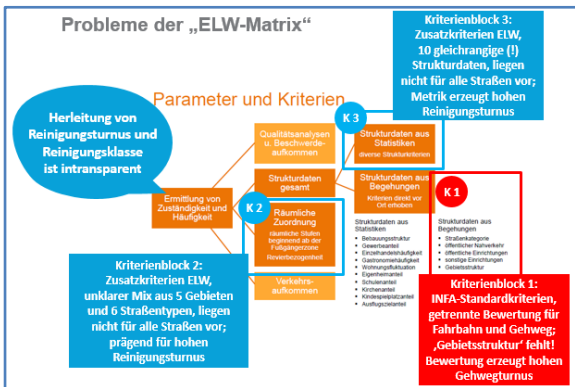 Probleme der „ELW-Matrix"
Kriterienblock 3:
Zusatzkriterien ELW,
10 gleichrangige (!)
Strukturdaten, liegen
nicht für alle Straßen vor;
Metrik erzeugt hohen
Reinigungsturnus
Parameter und Kriterien
Herleitung von
Reinigungsturnus und
Reinigungsklasse
ist intransparent
K 3
Qualitätsanalysen
u. Beschwerde-
aufkommen
Strukturdaten aus
Statistiken
diverse Strukturkriterien
Ermittlung von
Zuständigkeit und
Häufigkeit
Strukturdaten
gesamt
Strukturdaten aus
Begehungen
Kriterien direkt vor
Ort erhoben
K 1
K 2
Räumliche
Zuordnung
räumliche Stufen
beginnend ab der
Fußgängerzone
Revierbezogenheit
Verkehrs-
aufkommen
Strukturdaten aus
Statistiken
Bebauungsstruktur
Gewerbeanteil
Einzelhandelshäufigkeit
Gastronomiehäufigkeit
Wohnungsfluktuation
Eigenheimanteil
Schulenanteil
Kirchenanteil
Kindespielplatzanteil
Ausflugszielanteil
Strukturdaten aus
Begehungen
Straßenkategorie
öffentlicher Nahverkehr
öffentliche Einrichtungen
sonstige Einrichtungen
Gebietsstruktur
Kriterienblock 2:
Zusatzkriterien ELW,
unklarer Mix aus 5 Gebieten
und 6 Straßentypen, liegen
nicht für alle Straßen vor;
prägend für hohen
Reinigungsturnus
Kriterienblock 1:
INFA-Standardkriterien,
getrennte Bewertung für
Fahrbahn und Gehweg;
‚Gebietsstruktur' fehlt!
Bewertung erzeugt hohen
Gehwegturnus